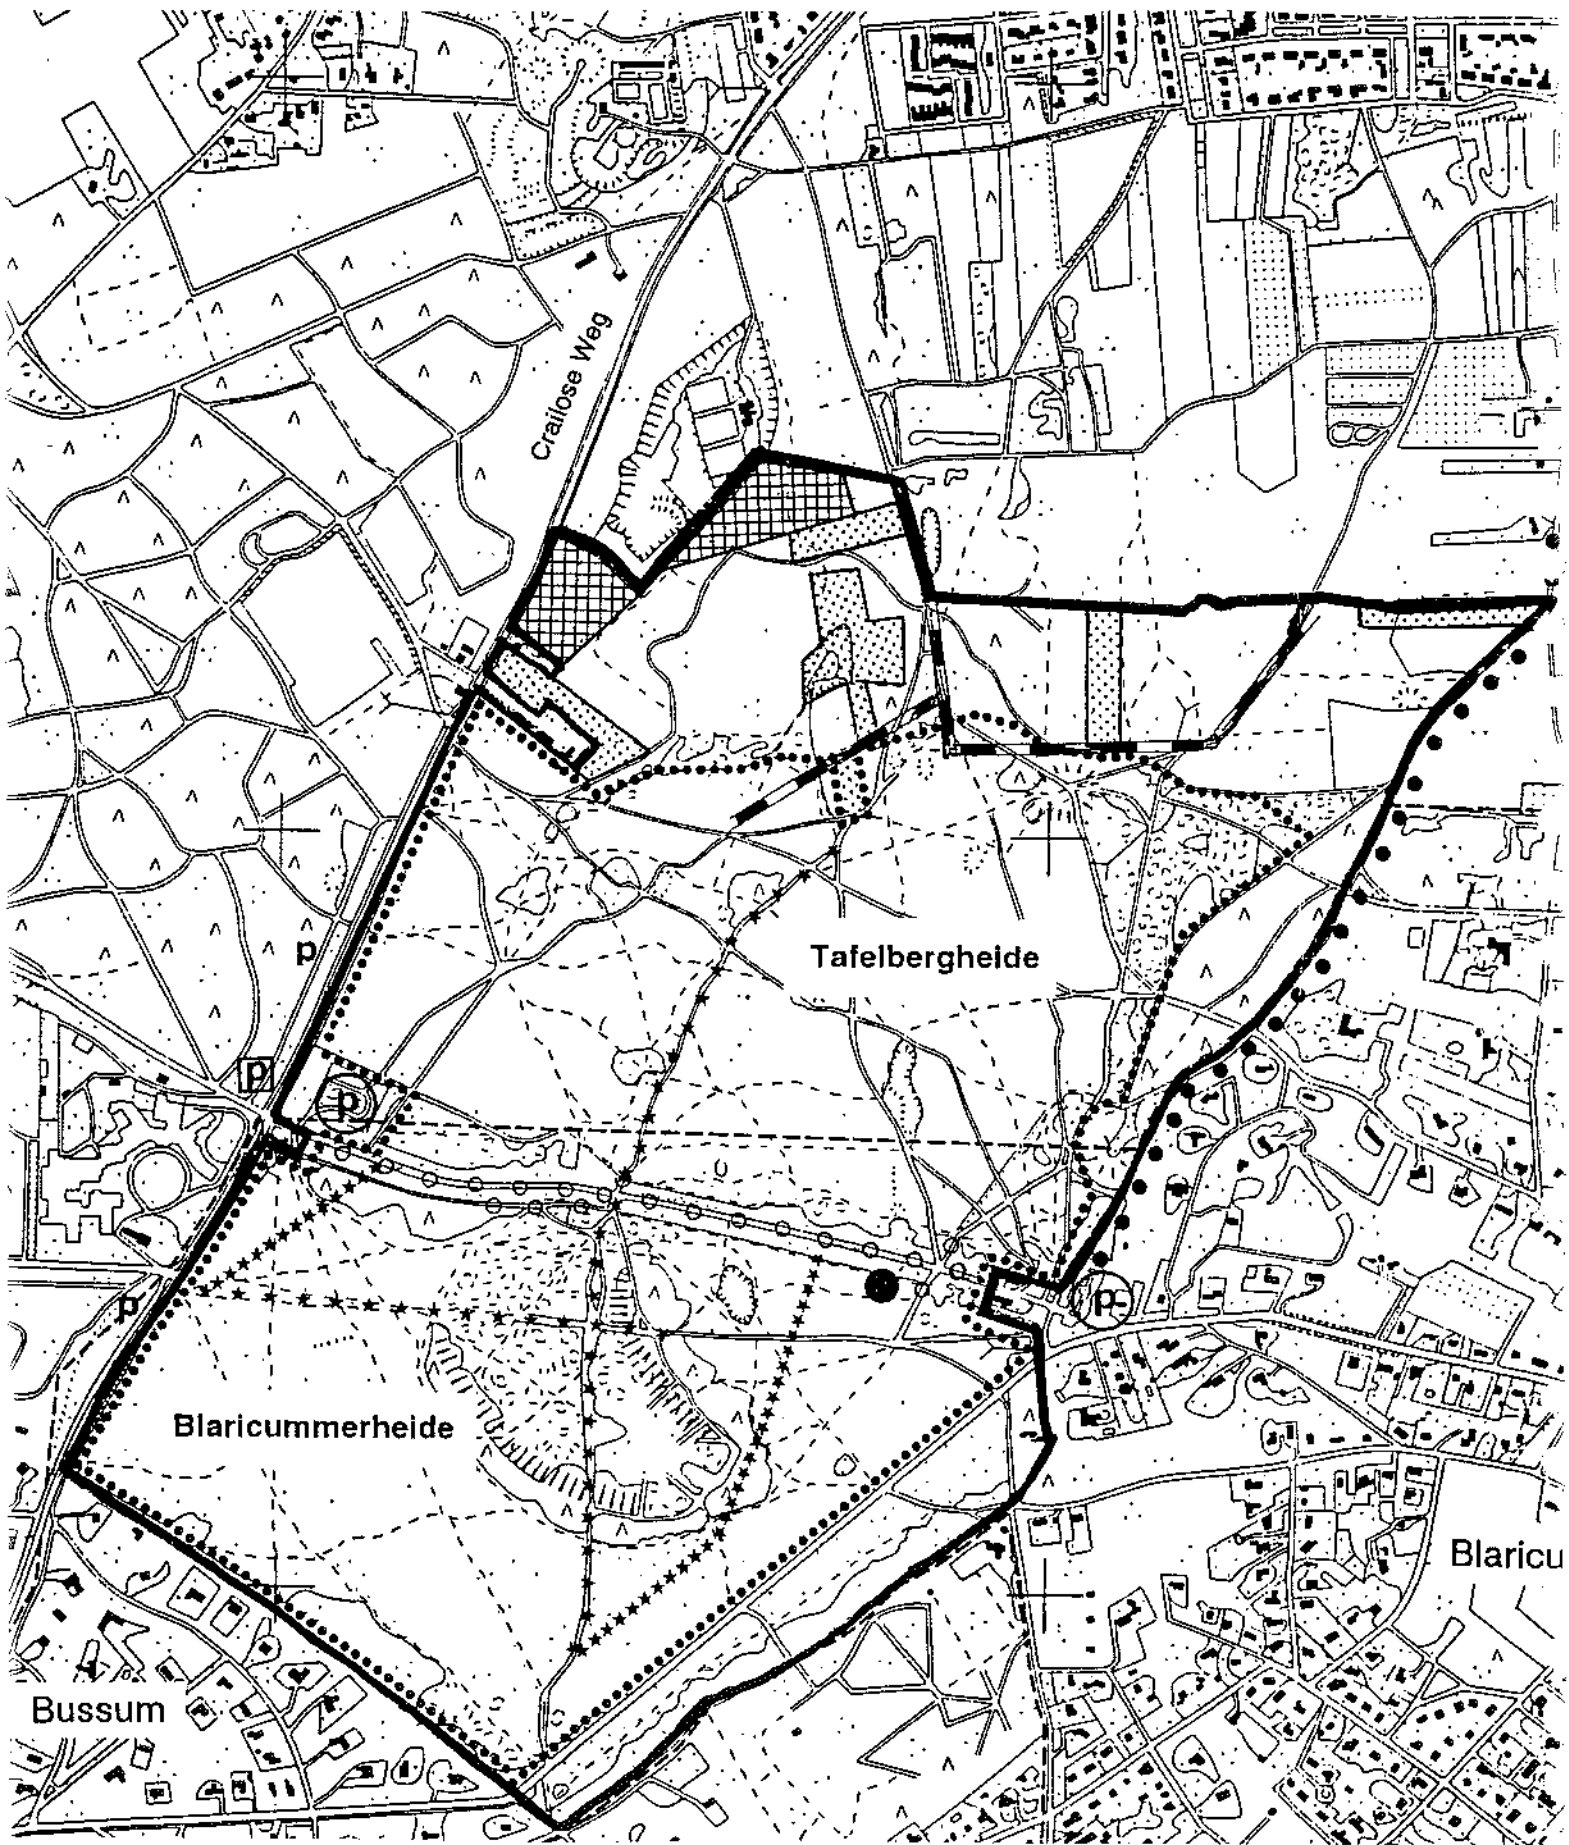 Crailose Weg
Tafelbergheide
p
p
p
p
p
Blaricummerheide
Blaricu
Bussum